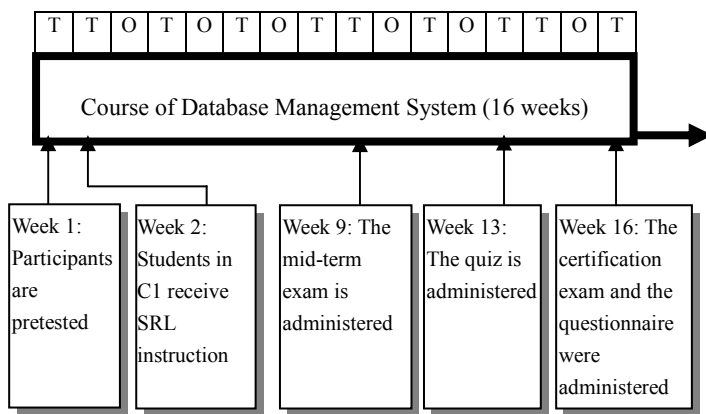 T T O T O T O T T O T O T T O T
Course of Database Management System (16 weeks)
Week 1:
Participants
are
pretested
Week 2:
Students in
C1 receive
SRL
instruction
Week 9: The
mid-term
exam is
administered
Week 13:
The quiz is
administered
Week 16: The
certification
exam and the
questionnaire
were
administered